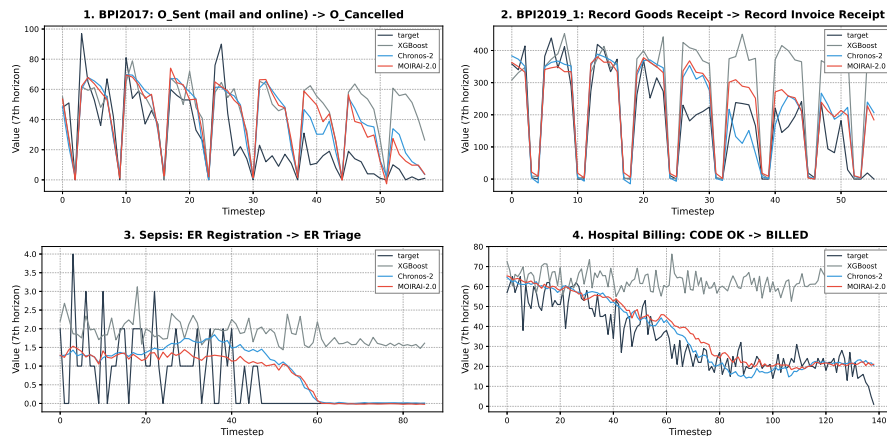 1. BPI2017: O_Sent (mail and online) -> O_Cancelled
Value (7th horizon)
100
80
60
40
20
0
0
10
20
30
40
50
Timestep
target
XGBoost
Chronos-2
MOIRAI-2.0
2. BPI2019_1: Record Goods Receipt -> Record Invoice Receipt
Value (7th horizon)
400
300
200
100
0
0
10
20
30
40
50
Timestep
target
XGBoost
Chronos-2
MOIRAI-2.0
3. Sepsis: ER Registration -> ER Triage
Value (7th horizon)
4.0
3.5
3.0
2.5
2.0
1.5
1.0
0.5
0.0
0
20
40
60
80
Timestep
target
XGBoost
Chronos-2
MOIRAI-2.0
4. Hospital Billing: CODE OK -> BILLED
Value (7th horizon)
80
70
60
50
40
30
20
10
0
0
20
40
60
80
100
120
140
Timestep
target
XGBoost
Chronos-2
MOIRAI-2.0